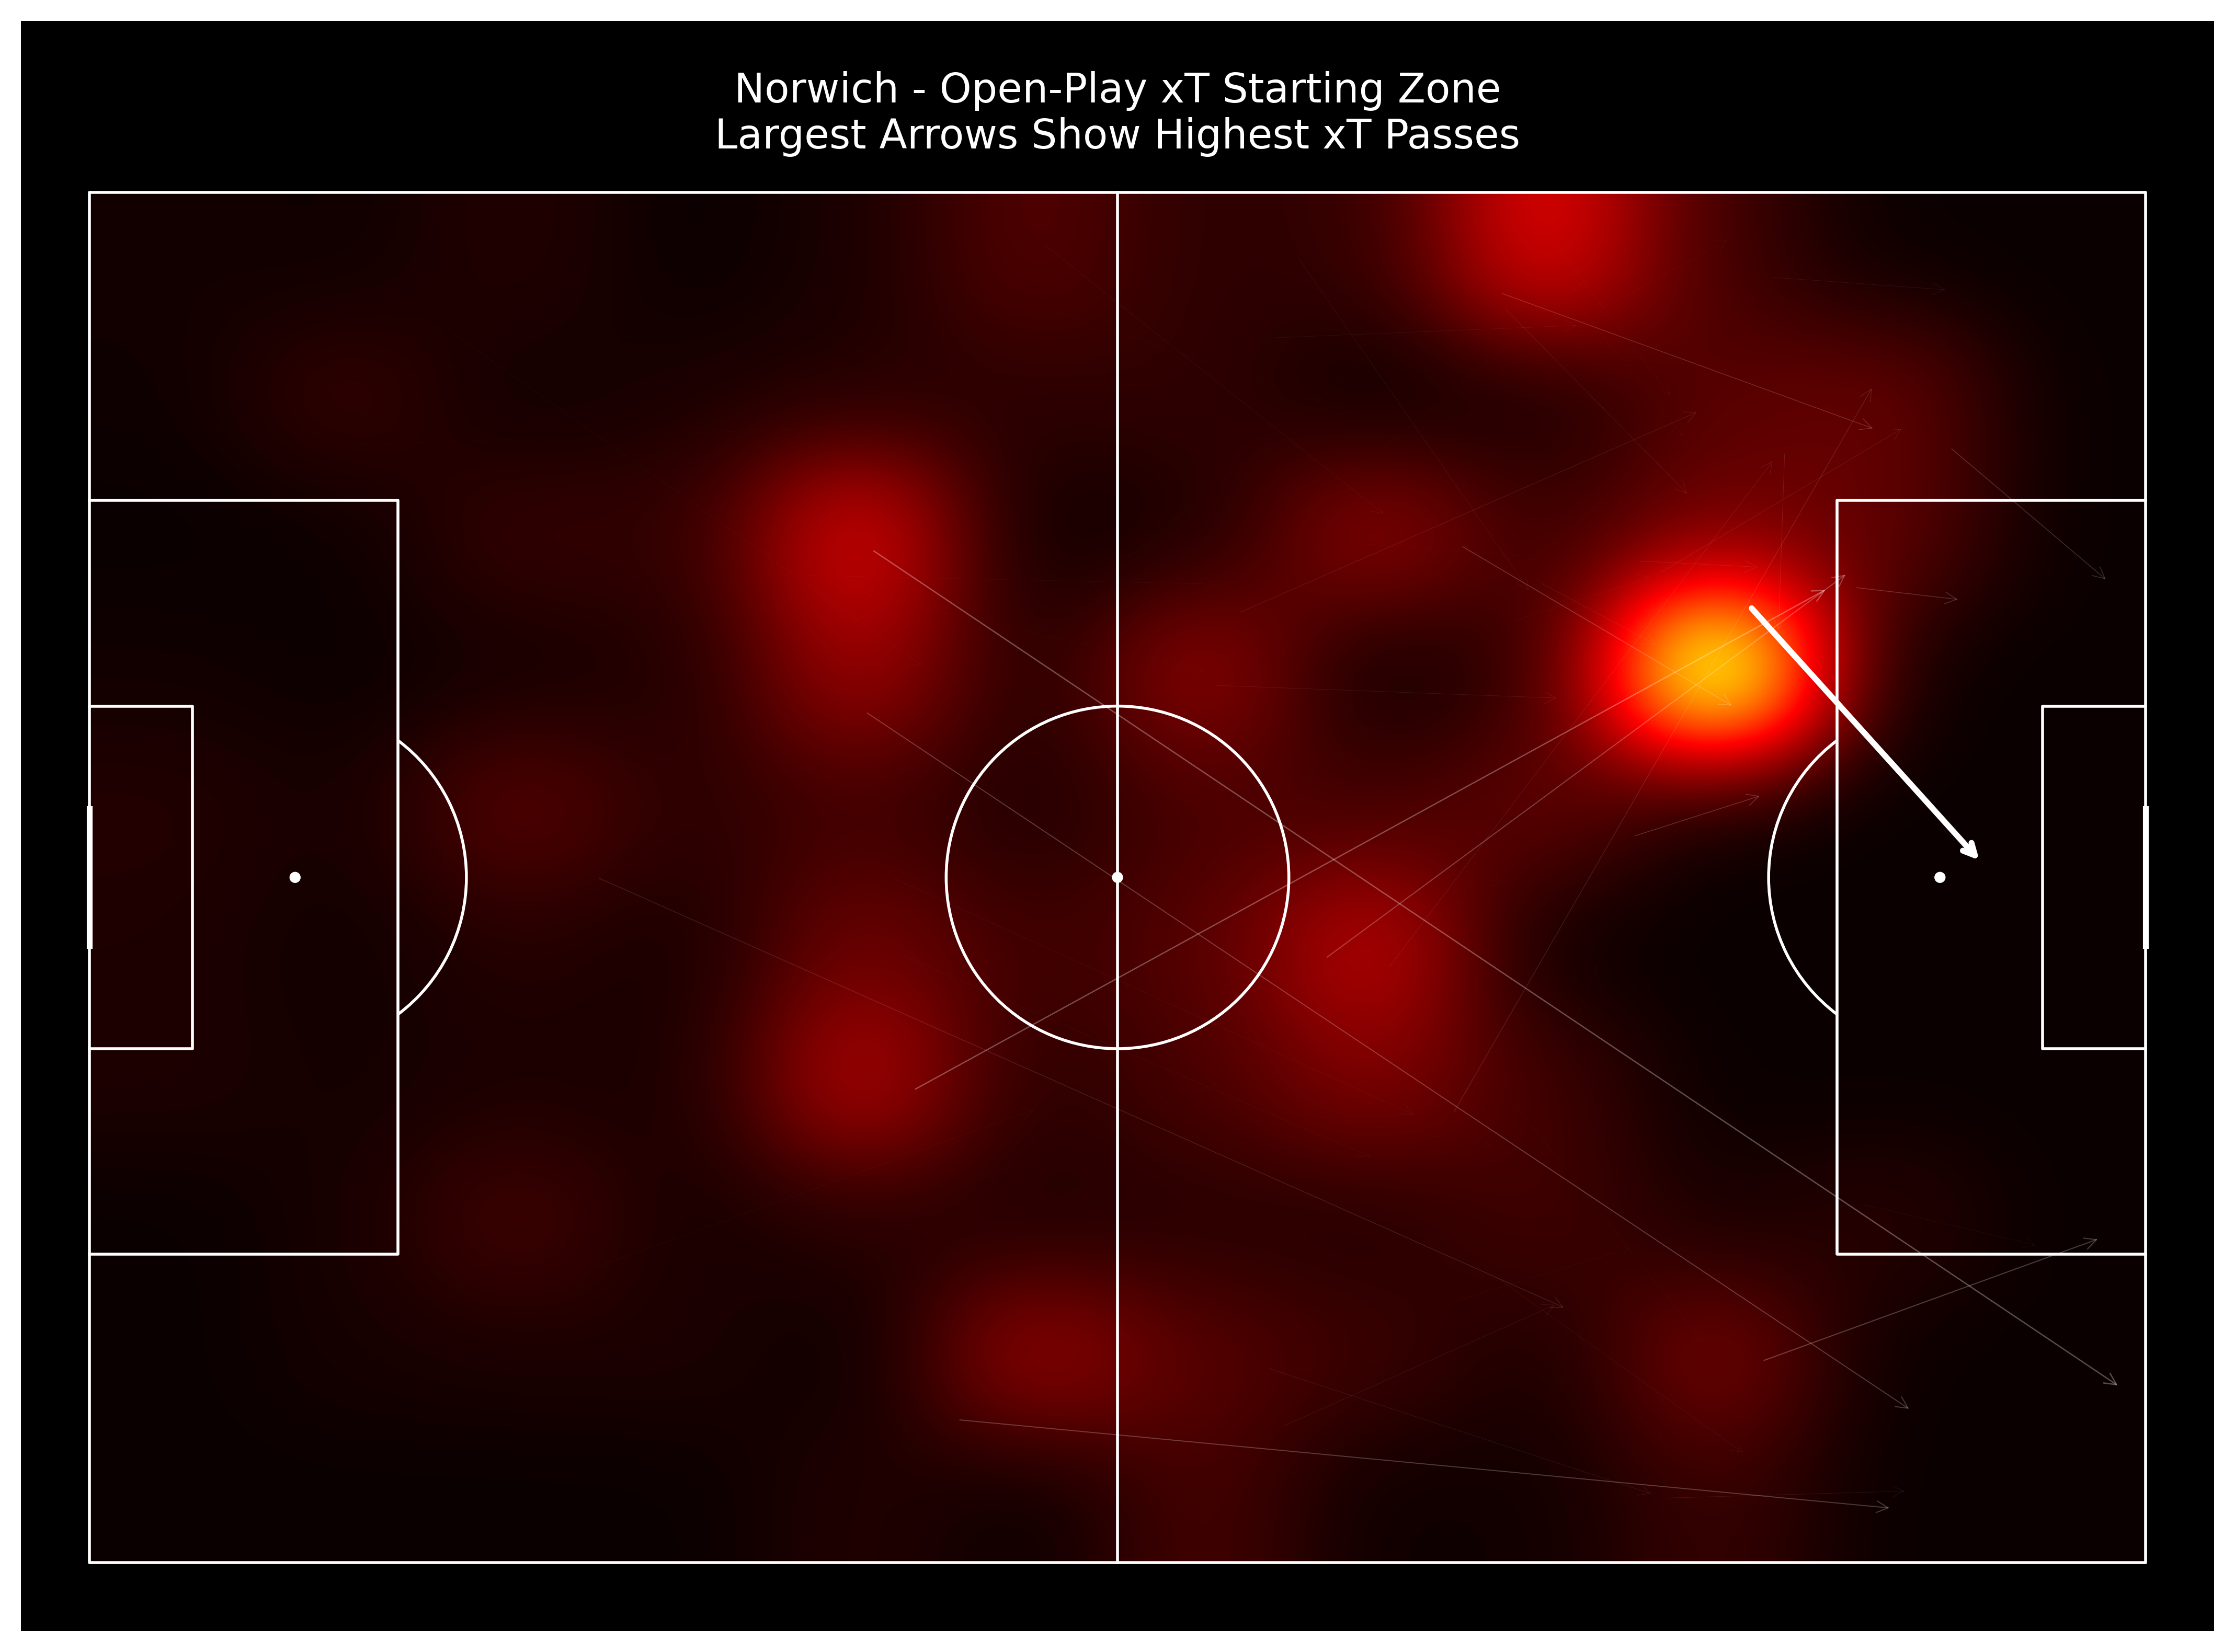 Norwich - Open-Play xT Starting Zone
Largest Arrows Show Highest xT Passes